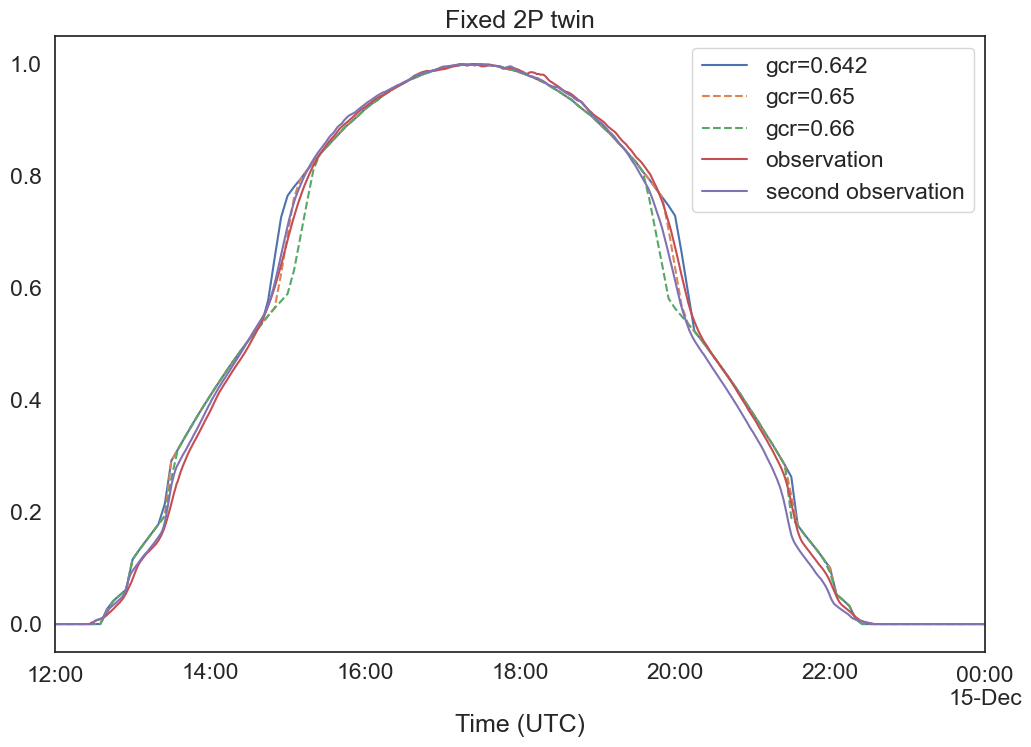 Fixed 2P twin
1.0
0.8
0.6
0.4
0.2
0.0
gcr=0.642
gcr=0.65
gcr=0.66
observation
second observation
12:00 14:00 16:00 18:00 20:00 22:00 00:00
15-Dec
Time (UTC)